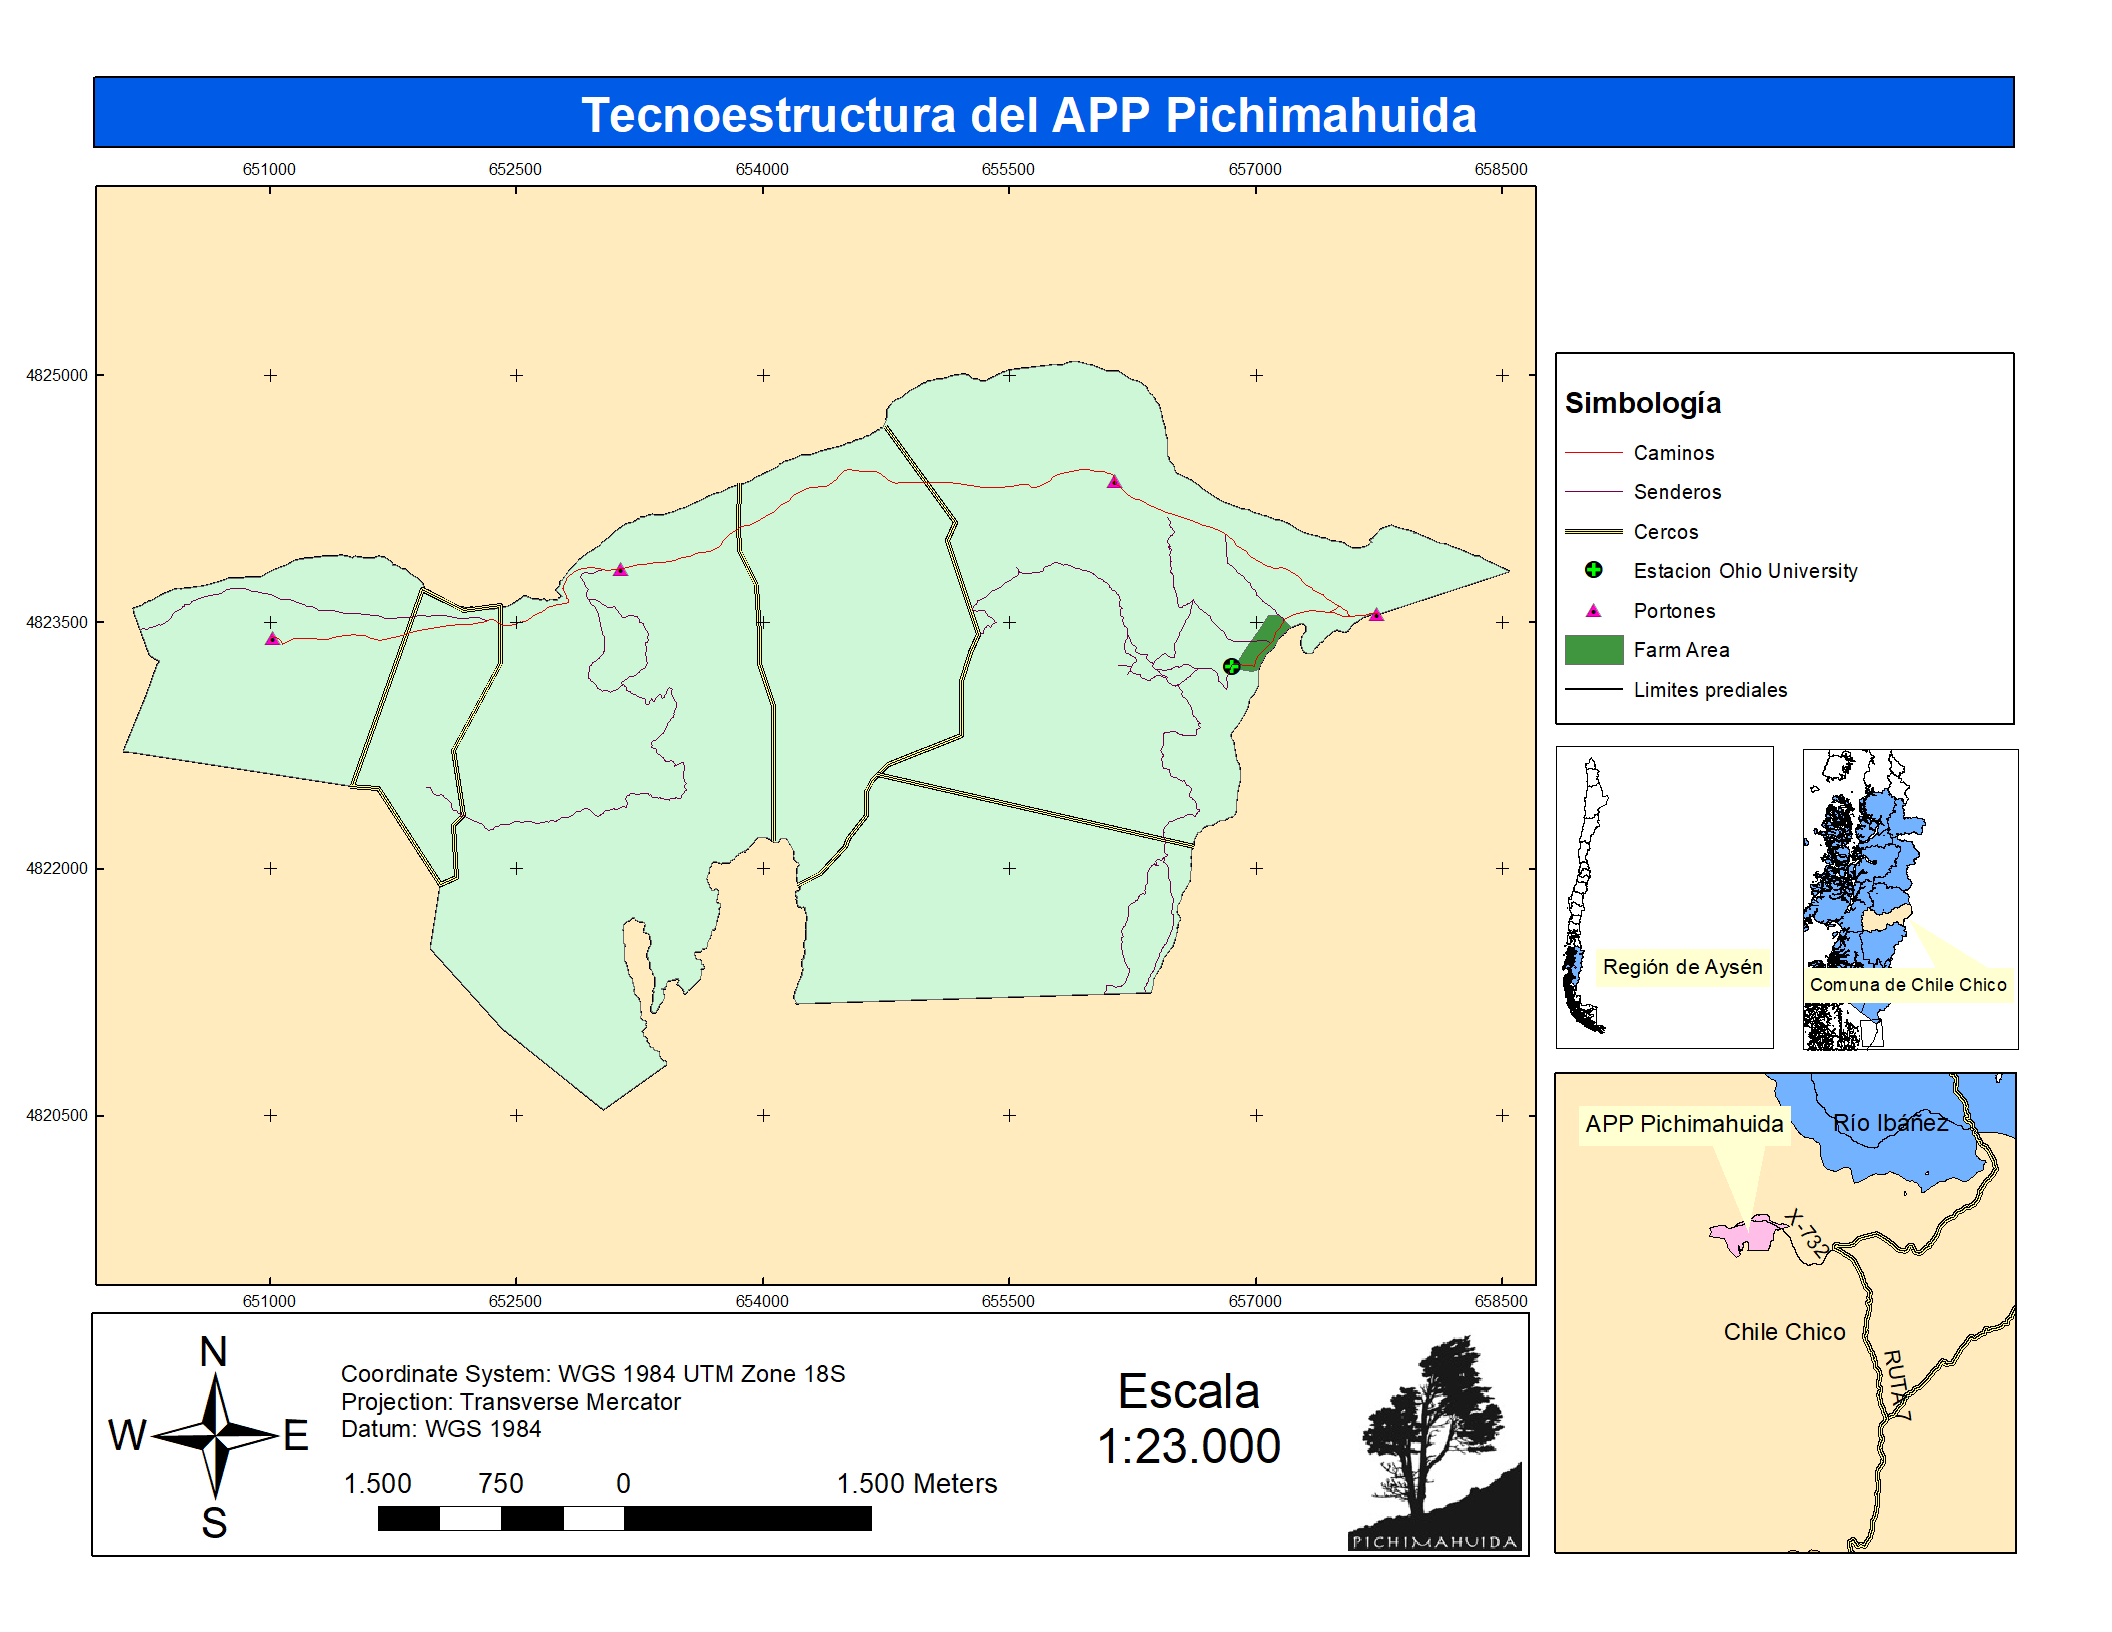 Tecnoestructura del APP Pichimahuida
651000 652500 654000 655500 657000 658500
4825000
4823500
4822000
4820500
651000 652500 654000 655500 657000 658500
Simbología
Caminos
Senderos
Cercos
Estacion Ohio University
Portones
Farm Area
Limites prediales
Región de Aysén
Comuna de Chile Chico
APP Pichimahuida
Río Ibáñez
X-732
Chile Chico
RUTA 7
N
W E
S
Coordinate System: WGS 1984 UTM Zone 18S
Projection: Transverse Mercator
Datum: WGS 1984
1.500 750 0 1.500 Meters
Escala
1:23.000
PICHIMAHUIDA